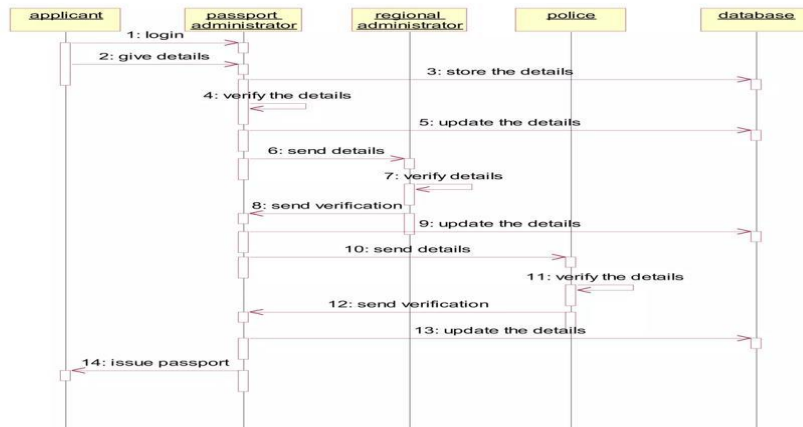 applicant
passport
administrator
regional
administrator
police
database
1: login
2: give details
3: store the details
4: verify the details
5: update the details
6: send details
7: verify details
8: send verification
9: update the details
10: send details
11: verify the details
12: send verification
13: update the details
14: issue passport